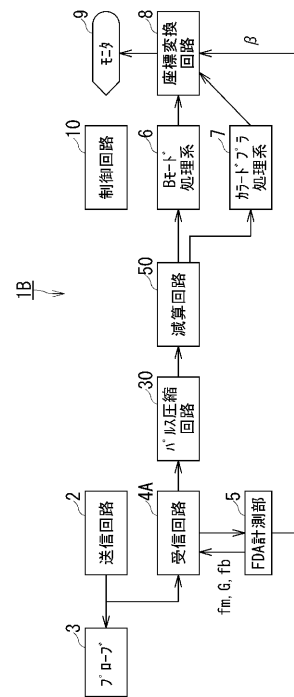 1B
3
プローブ
2
送信回路
4A
受信回路
fm, G, fb
5
FDA計測部
30
パルス圧縮
回路
50
減算回路
10
制御回路
6
Bモード
処理系
7
カラードプラ
処理系
9
モニタ
8
座標変換
回路
β